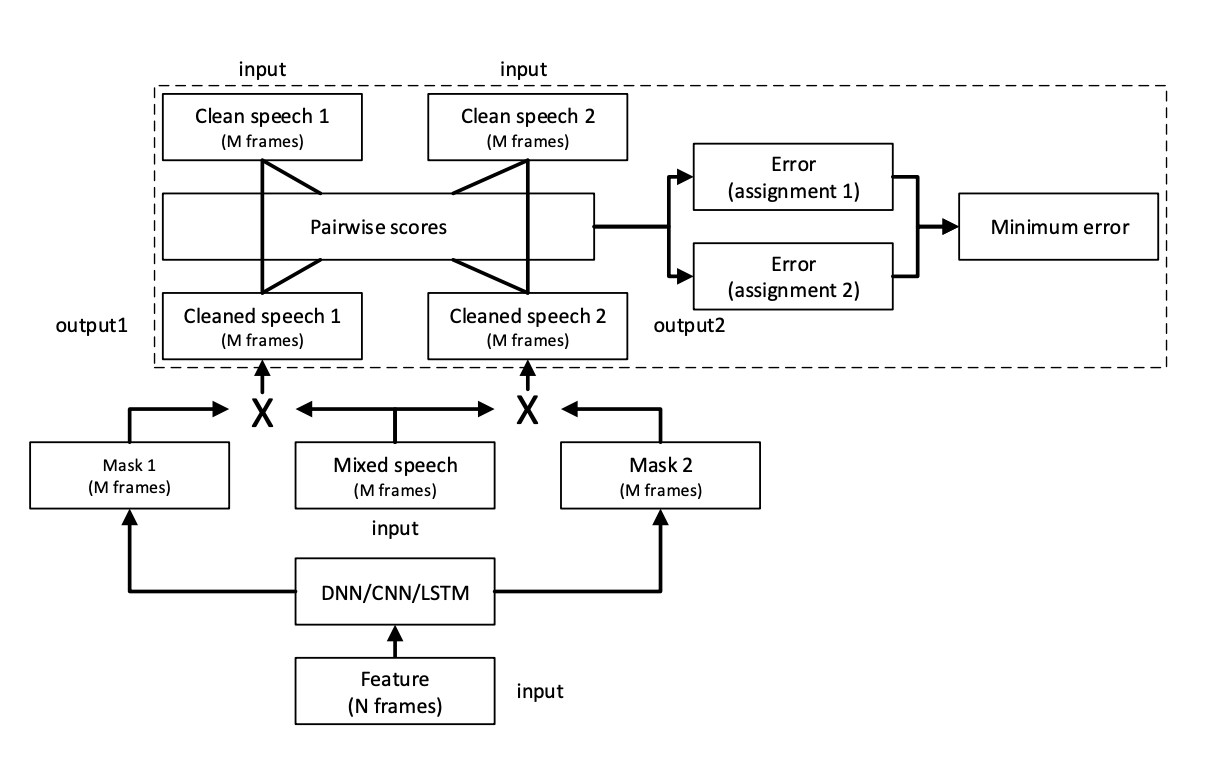 input
input
Clean speech 1
(M frames)
Clean speech 2
(M frames)
Error
(assignment 1)
Pairwise scores
Minimum error
Error
(assignment 2)
output1
Cleaned speech 1
(M frames)
Cleaned speech 2
(M frames)
output2
X
X
Mask 1
(M frames)
Mixed speech
(M frames)
Mask 2
(M frames)
input
DNN/CNN/LSTM
Feature
(N frames)
input